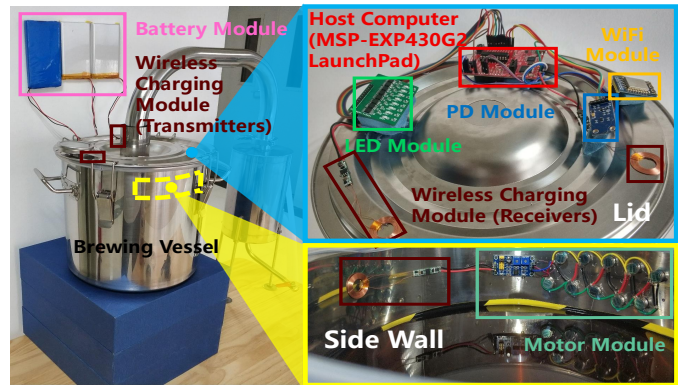 Battery Module
Wireless
Charging
Module
(Transmitters)
Brewing Vessel
Host Computer
(MSP-EXP430G2
LaunchPad)
WiFi
Module
PD Module
LED Module
Wireless Charging
Module (Receivers)
Lid
Side Wall
Motor Module